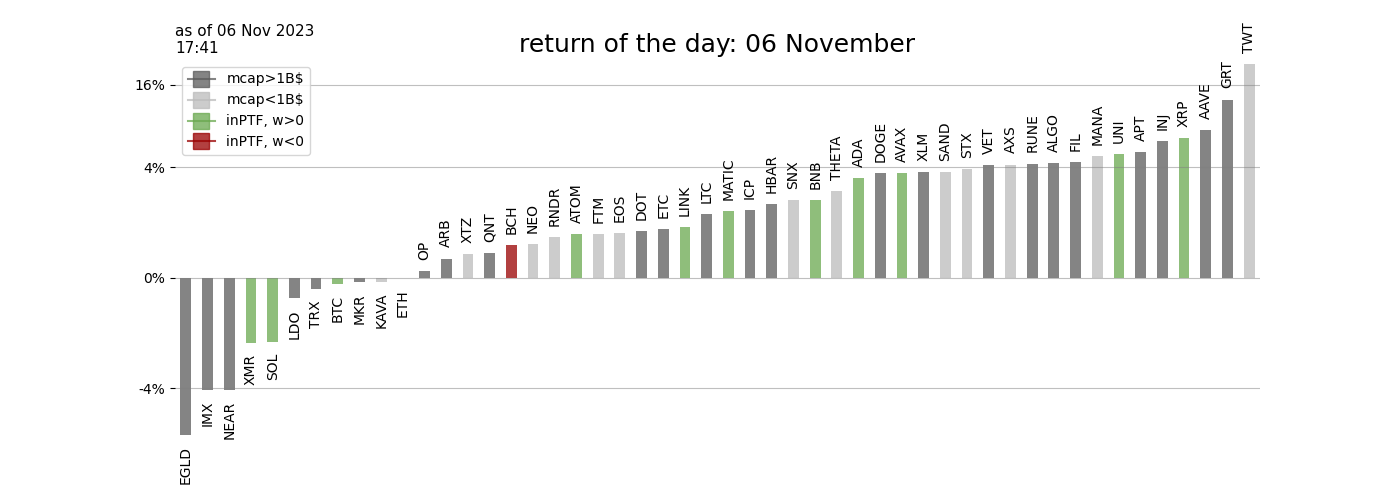 as of 06 Nov 2023
17:41
return of the day: 06 November
mcap>1B$
mcap<1B$
inPTF, w>0
inPTF, w<0
16%
4%
0%
-4%
EGLD
IMX
NEAR
XMR
SOL
LDO
TRX
BTC
MKR
KAVA
ETH
OP
ARB
XTZ
QNT
BCH
NEO
RNDR
ATOM
FTM
EOS
DOT
ETC
LINK
LTC
MATIC
ICP
HBAR
SNX
BNB
THETA
ADA
DOGE
AVAX
XLM
SAND
STX
VET
AXS
RUNE
ALGO
FIL
MANA
UNI
APT
INJ
XRP
AAVE
GRT
TWT